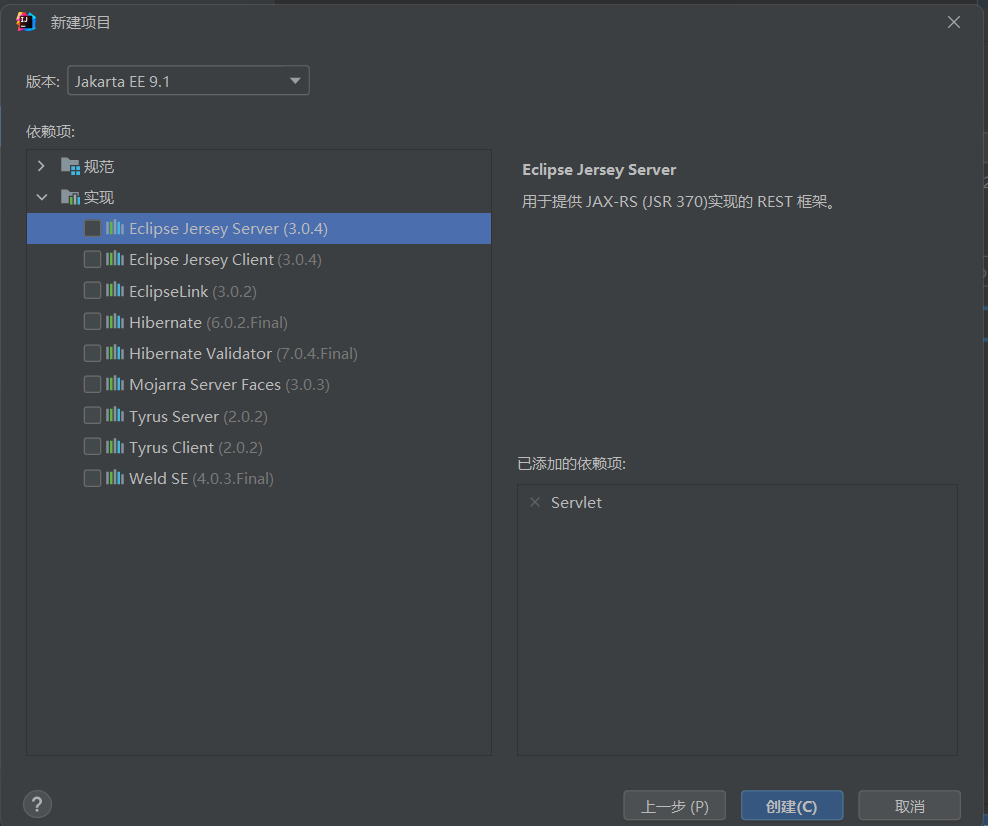 新建项目
版本: Jakarta EE 9.1
依赖项:
规范
实现
Eclipse Jersey Server (3.0.4)
Eclipse Jersey Client (3.0.4)
EclipseLink (3.0.2)
Hibernate (6.0.2.Final)
Hibernate Validator (7.0.4.Final)
Mojarra Server Faces (3.0.3)
Tyrus Server (2.0.2)
Tyrus Client (2.0.2)
Weld SE (4.0.3.Final)
Eclipse Jersey Server
用于提供 JAX-RS (JSR 370)实现的 REST 框架。
已添加的依赖项:
Servlet
?
上一步 (P)
创建(C)
取消